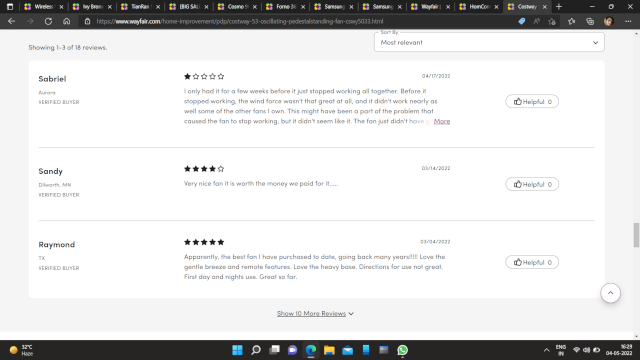 Wireless
Iny Bron
TianRan
(BIG SAL
Cosmo 9
Forno 3
Samsung
Samsung
Wayfair
HomCon
Costway
https://www.wayfair.com/home-improvement/pdp/costway-53-oscillating-pedestalstanding-fan-cswy5033.html
Sort By
Showing 1-3 of 18 reviews.
Most relevant
Sabriel
04/17/2022
Aurora
VERIFIED BUYER
I only had it for a few weeks before it just stopped working all together. Before it
stopped working, the wind force wasn't that great at all, and it didn't work nearly as
well some of the other fans I own. This might have been a part of the problem that
caused the fan to stop working, but it didn't seem like it. The fan just didn't have More
Helpful 0
Sandy
03/14/2022
Dilworth, MN
VERIFIED BUYER
Very nice fan it is worth the money we paid for it.....
Helpful 0
Raymond
03/04/2022
TX
VERIFIED BUYER
Apparently, the best fan I have purchased to date, going back many years!!!! Love the
gentle breeze and remote features. Love the heavy base. Directions for use not great.
First day and nights use. Great so far.
Helpful 0
Show 10 More Reviews
32°C
Haze
ENG
IN
16:29
04-05-2022